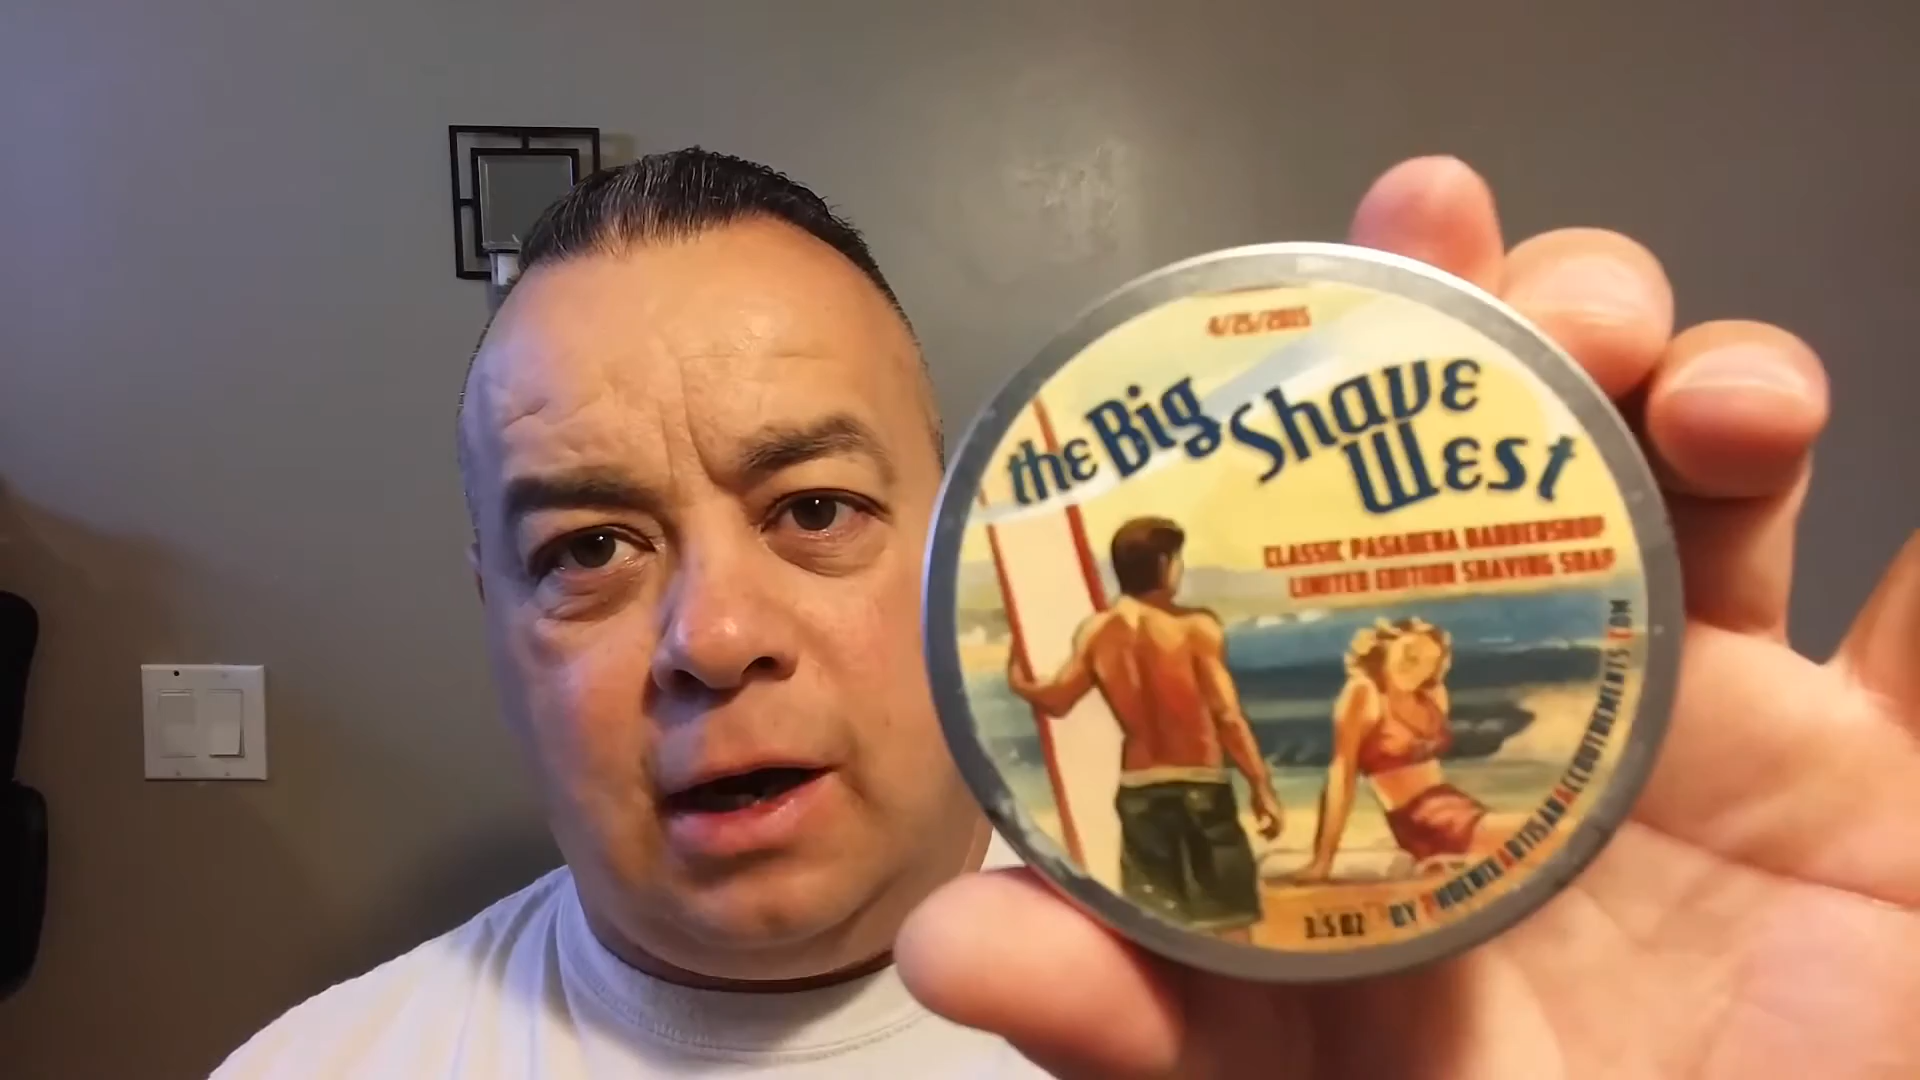 4/25/2015
the Big Shave
West
CLASSIC PASADENA BARBERSHOP
LIMITED EDITION SHAVING SOAP
3.5 OZ BY PHOENIXARTISANACCOUTREMENTS.COM